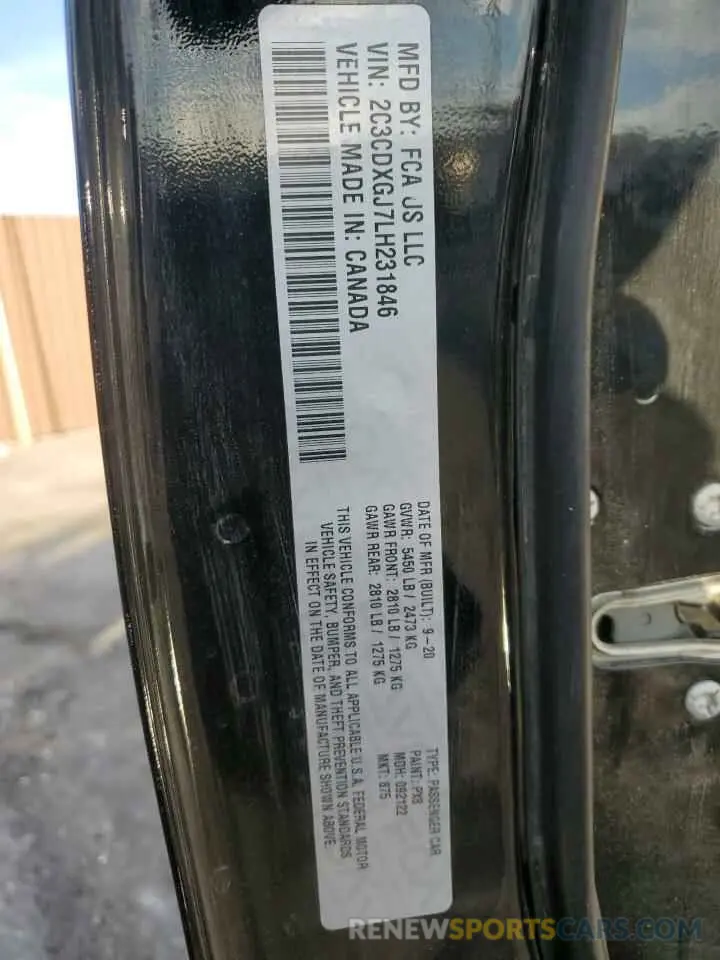 MFD BY: FCA US LLC
VIN: 2C3CDXGJ7LH231846
VEHICLE MADE IN: CANADA
DATE OF MFR (BUILT): 9-20
GVWR: 5450 LB / 2473 KG
GAWR FRONT: 2810 LB / 1275 KG
GAWR REAR: 2810 LB / 1275 KG
THIS VEHICLE CONFORMS TO ALL APPLICABLE U.S.A. FEDERAL MOTOR
VEHICLE SAFETY, BUMPER, AND THEFT PREVENTION STANDARDS
IN EFFECT ON THE DATE OF MANUFACTURE SHOWN ABOVE.
TYPE: PASSENGER CAR
PAINT: PX8
MDH: 092122
MKT: 875
RENEWSPORTSCARS.COM